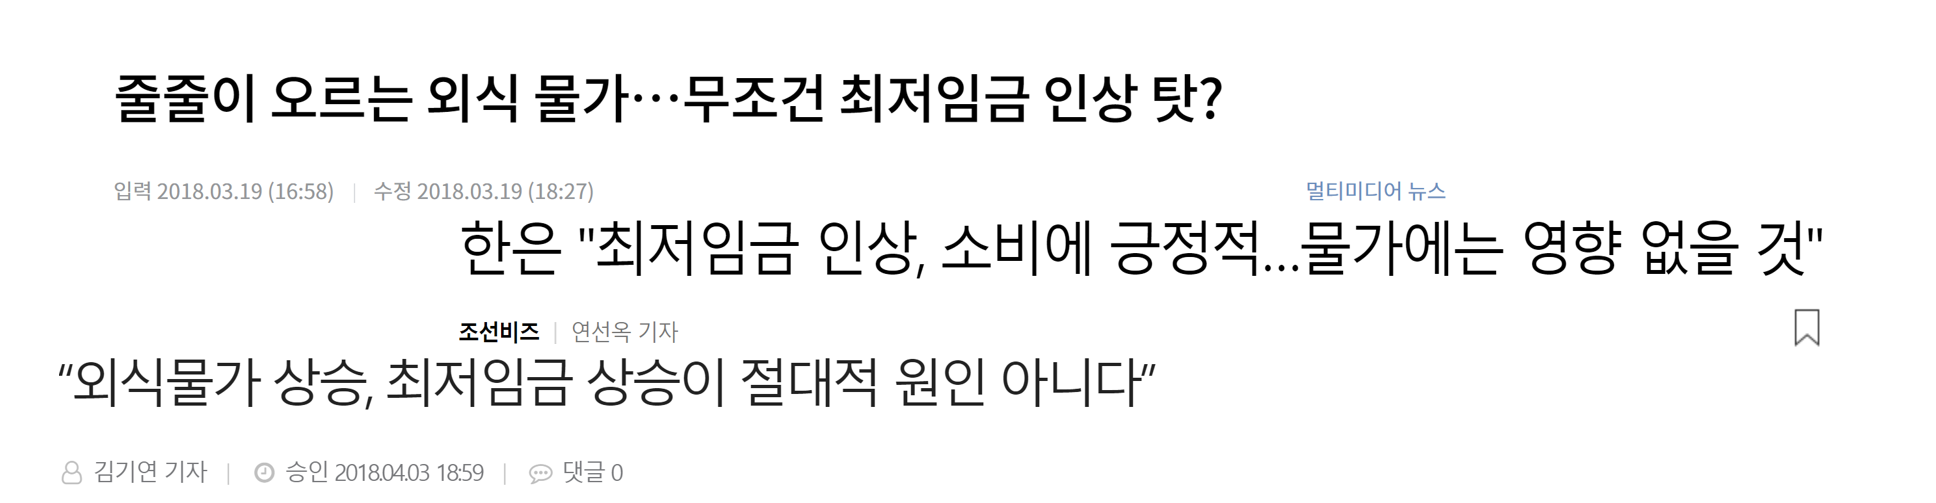 줄줄이 오르는 외식 물가…무조건 최저임금 인상 탓?
입력 2018.03.19 (16:58) | 수정 2018.03.19 (18:27) 멀티미디어 뉴스
한은 "최저임금 인상, 소비에 긍정적...물가에는 영향 없을 것"
조선비즈 | 연선옥 기자
“외식물가 상승, 최저임금 상승이 절대적 원인 아니다”
김기연 기자 | 승인 2018.04.03 18:59 | 댓글 0